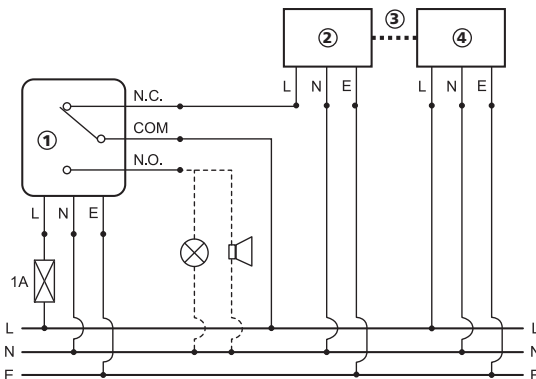 ③
② ④
L N E L N E
N.C.
COM
①
N.O.
L N E
1A
L L
N N
E E